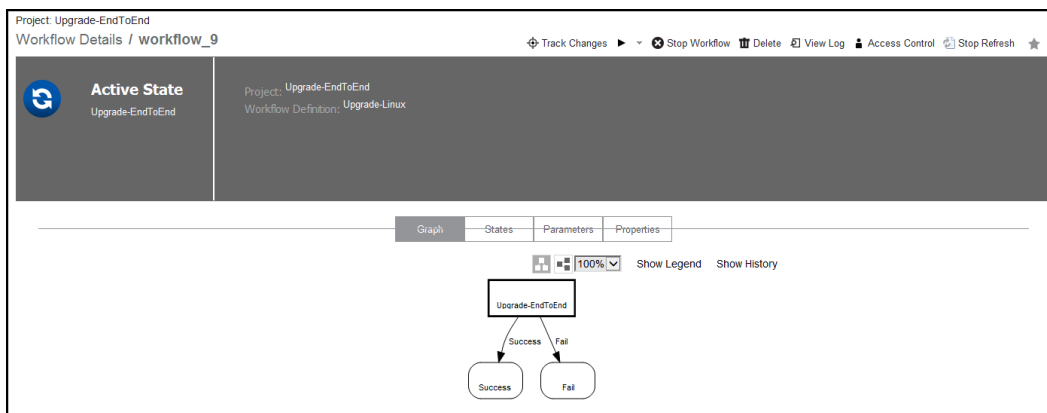 Project: Upgrade-EndToEnd
Workflow Details / workflow_9
Track Changes Stop Workflow Delete View Log Access Control Stop Refresh
Active State
Upgrade-EndToEnd
Project: Upgrade-EndToEnd
Workflow Definition: Upgrade-Linux
Graph States Parameters Properties
100% Show Legend Show History
Upgrade-EndToEnd
Success Fail
Success Fail